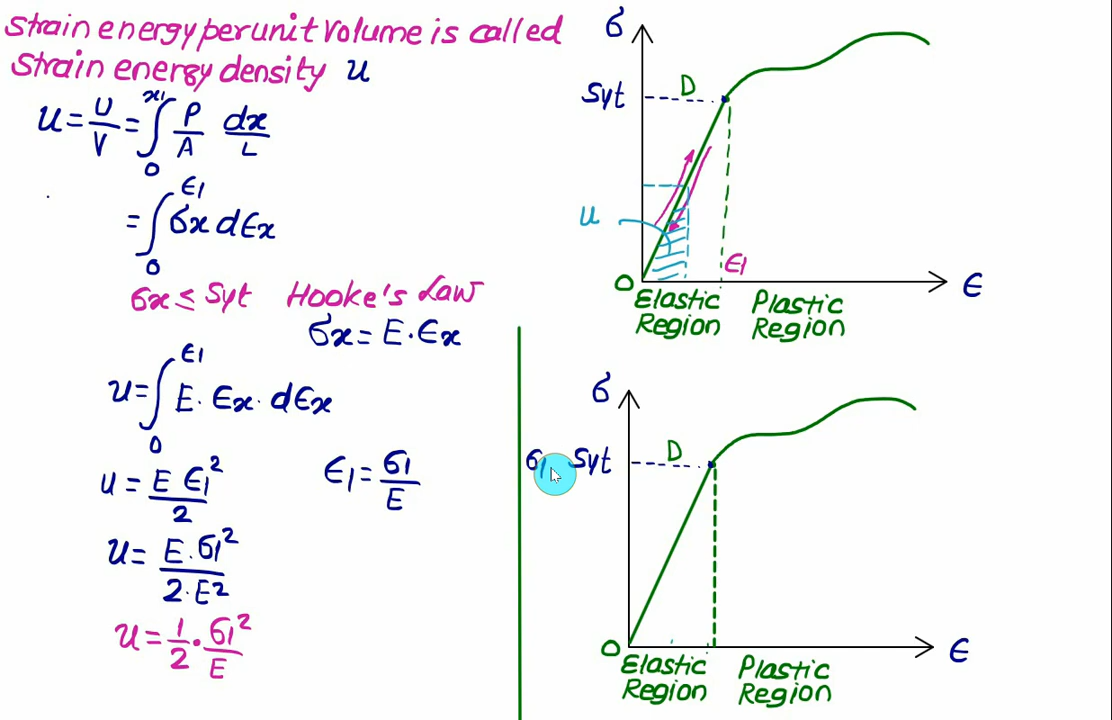 Strain energy per unit Volume is called
Strain energy density u
u = U/V = ∫₀^x₁ P/A dx/L
= ∫₀^ϵ₁ σx dϵx
σx ≤ Syt Hooke's Law
σx = E·ϵx
u = ∫₀^ϵ₁ E· ϵx· dϵx
u = E ϵ₁²/2 ϵ₁ = σ₁/E
u = E·σ₁²/2·E²
u = 1/2 · σ₁²/E
σ
Syt D
u
ϵ₁
O ϵ
Elastic Plastic
Region Region
σ
σ₁ Syt D
O ϵ
Elastic Plastic
Region Region